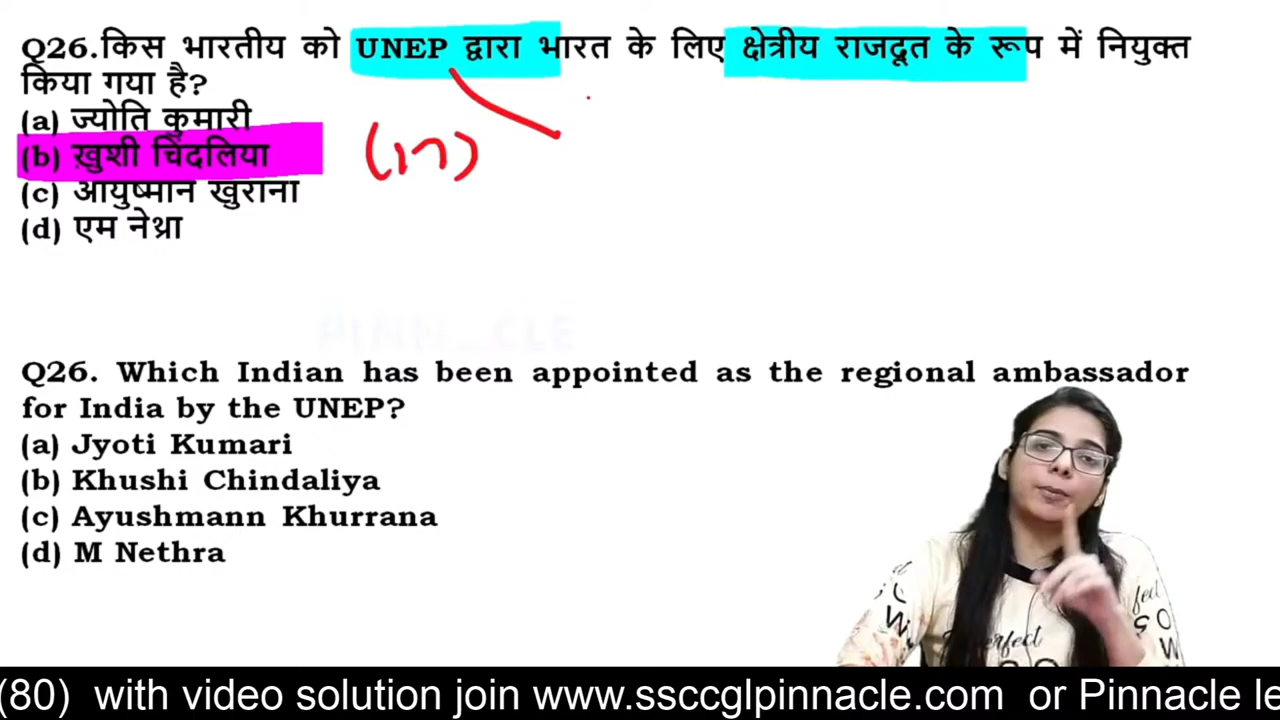 Q26.किस भारतीय को UNEP द्वारा भारत के लिए क्षेत्रीय राजदूत के रूप में नियुक्त
किया गया है?
(a) ज्योति कुमारी
(b) ख़ुशी चिंदलिया
(17)
(c) आयुष्मान खुराना
(d) एम नेथ्रा
PINN CLE
Q26. Which Indian has been appointed as the regional ambassador
for India by the UNEP?
(a) Jyoti Kumari
(b) Khushi Chindaliya
(c) Ayushmann Khurrana
(d) M Nethra
(80) with video solution join www.ssccglpinnacle.com or Pinnacle le